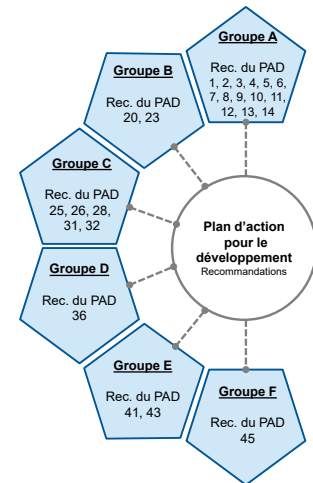 Groupe A
Rec. du PAD
1, 2, 3, 4, 5, 6,
7, 8, 9, 10, 11,
12, 13, 14
Groupe B
Rec. du PAD
20, 23
Groupe C
Rec. du PAD
25, 26, 28,
31, 32
Plan d'action
pour le
développement
Recommandations
Groupe D
Rec. du PAD
36
Groupe E
Rec. du PAD
41, 43
Groupe F
Rec. du PAD
45